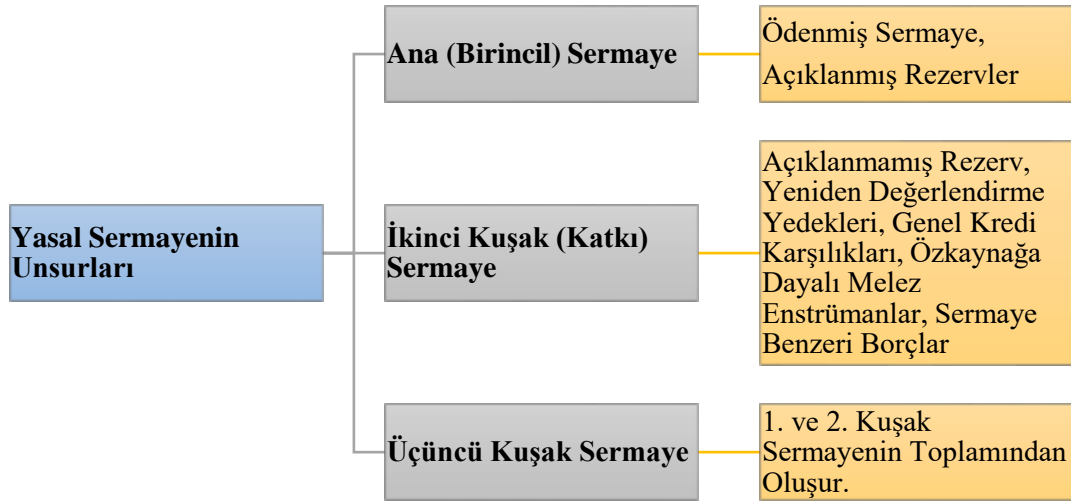 Yasal Sermayenin
Unsurları
Ana (Birincil) Sermaye
Ödenmiş Sermaye,
Açıklanmış Rezervler
İkinci Kuşak (Katkı)
Sermaye
Açıklanmamış Rezerv,
Yeniden Değerlendirme
Yedekleri, Genel Kredi
Karşılıkları, Özkaynağa
Dayalı Melez
Enstrümanlar, Sermaye
Benzeri Borçlar
Üçüncü Kuşak Sermaye
1. ve 2. Kuşak
Sermayenin Toplamından
Oluşur.